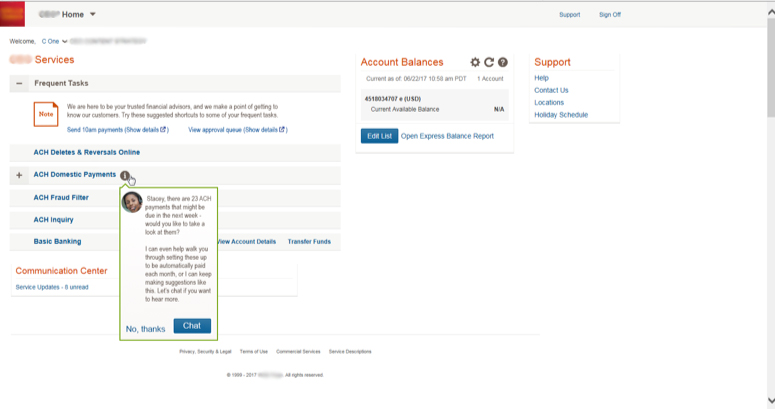 Home
Support
Sign Off
Welcome, C One
Services
Frequent Tasks
Note
We are here to be your trusted financial advisors, and we make a point of getting to
know our customers. Try these suggested shortcuts to some of your frequent tasks.
Send 10am payments (Show details)
View approval queue (Show details)
ACH Deletes & Reversals Online
ACH Domestic Payments
ACH Fraud Filter
ACH Inquiry
Basic Banking
View Account Details
Transfer Funds
Stacey, there are 23 ACH
payments that might be
due in the next week -
would you like to take a
look at them?
I can even help walk you
through setting these up
to be automatically paid
each month, or I can keep
making suggestions like
this. Let's chat if you want
to hear more.
No, thanks
Chat
Communication Center
Service Updates - 8 unread
Account Balances
Current as of 06/22/17 10:58 am PDT
1 Account
4518034707 e (USD)
Current Available Balance
N/A
Edit List
Open Express Balance Report
Support
Help
Contact Us
Locations
Holiday Schedule
Privacy, Security & Legal
Terms of Use
Commercial Services
Service Descriptions
© 1999 - 2017
All rights reserved.